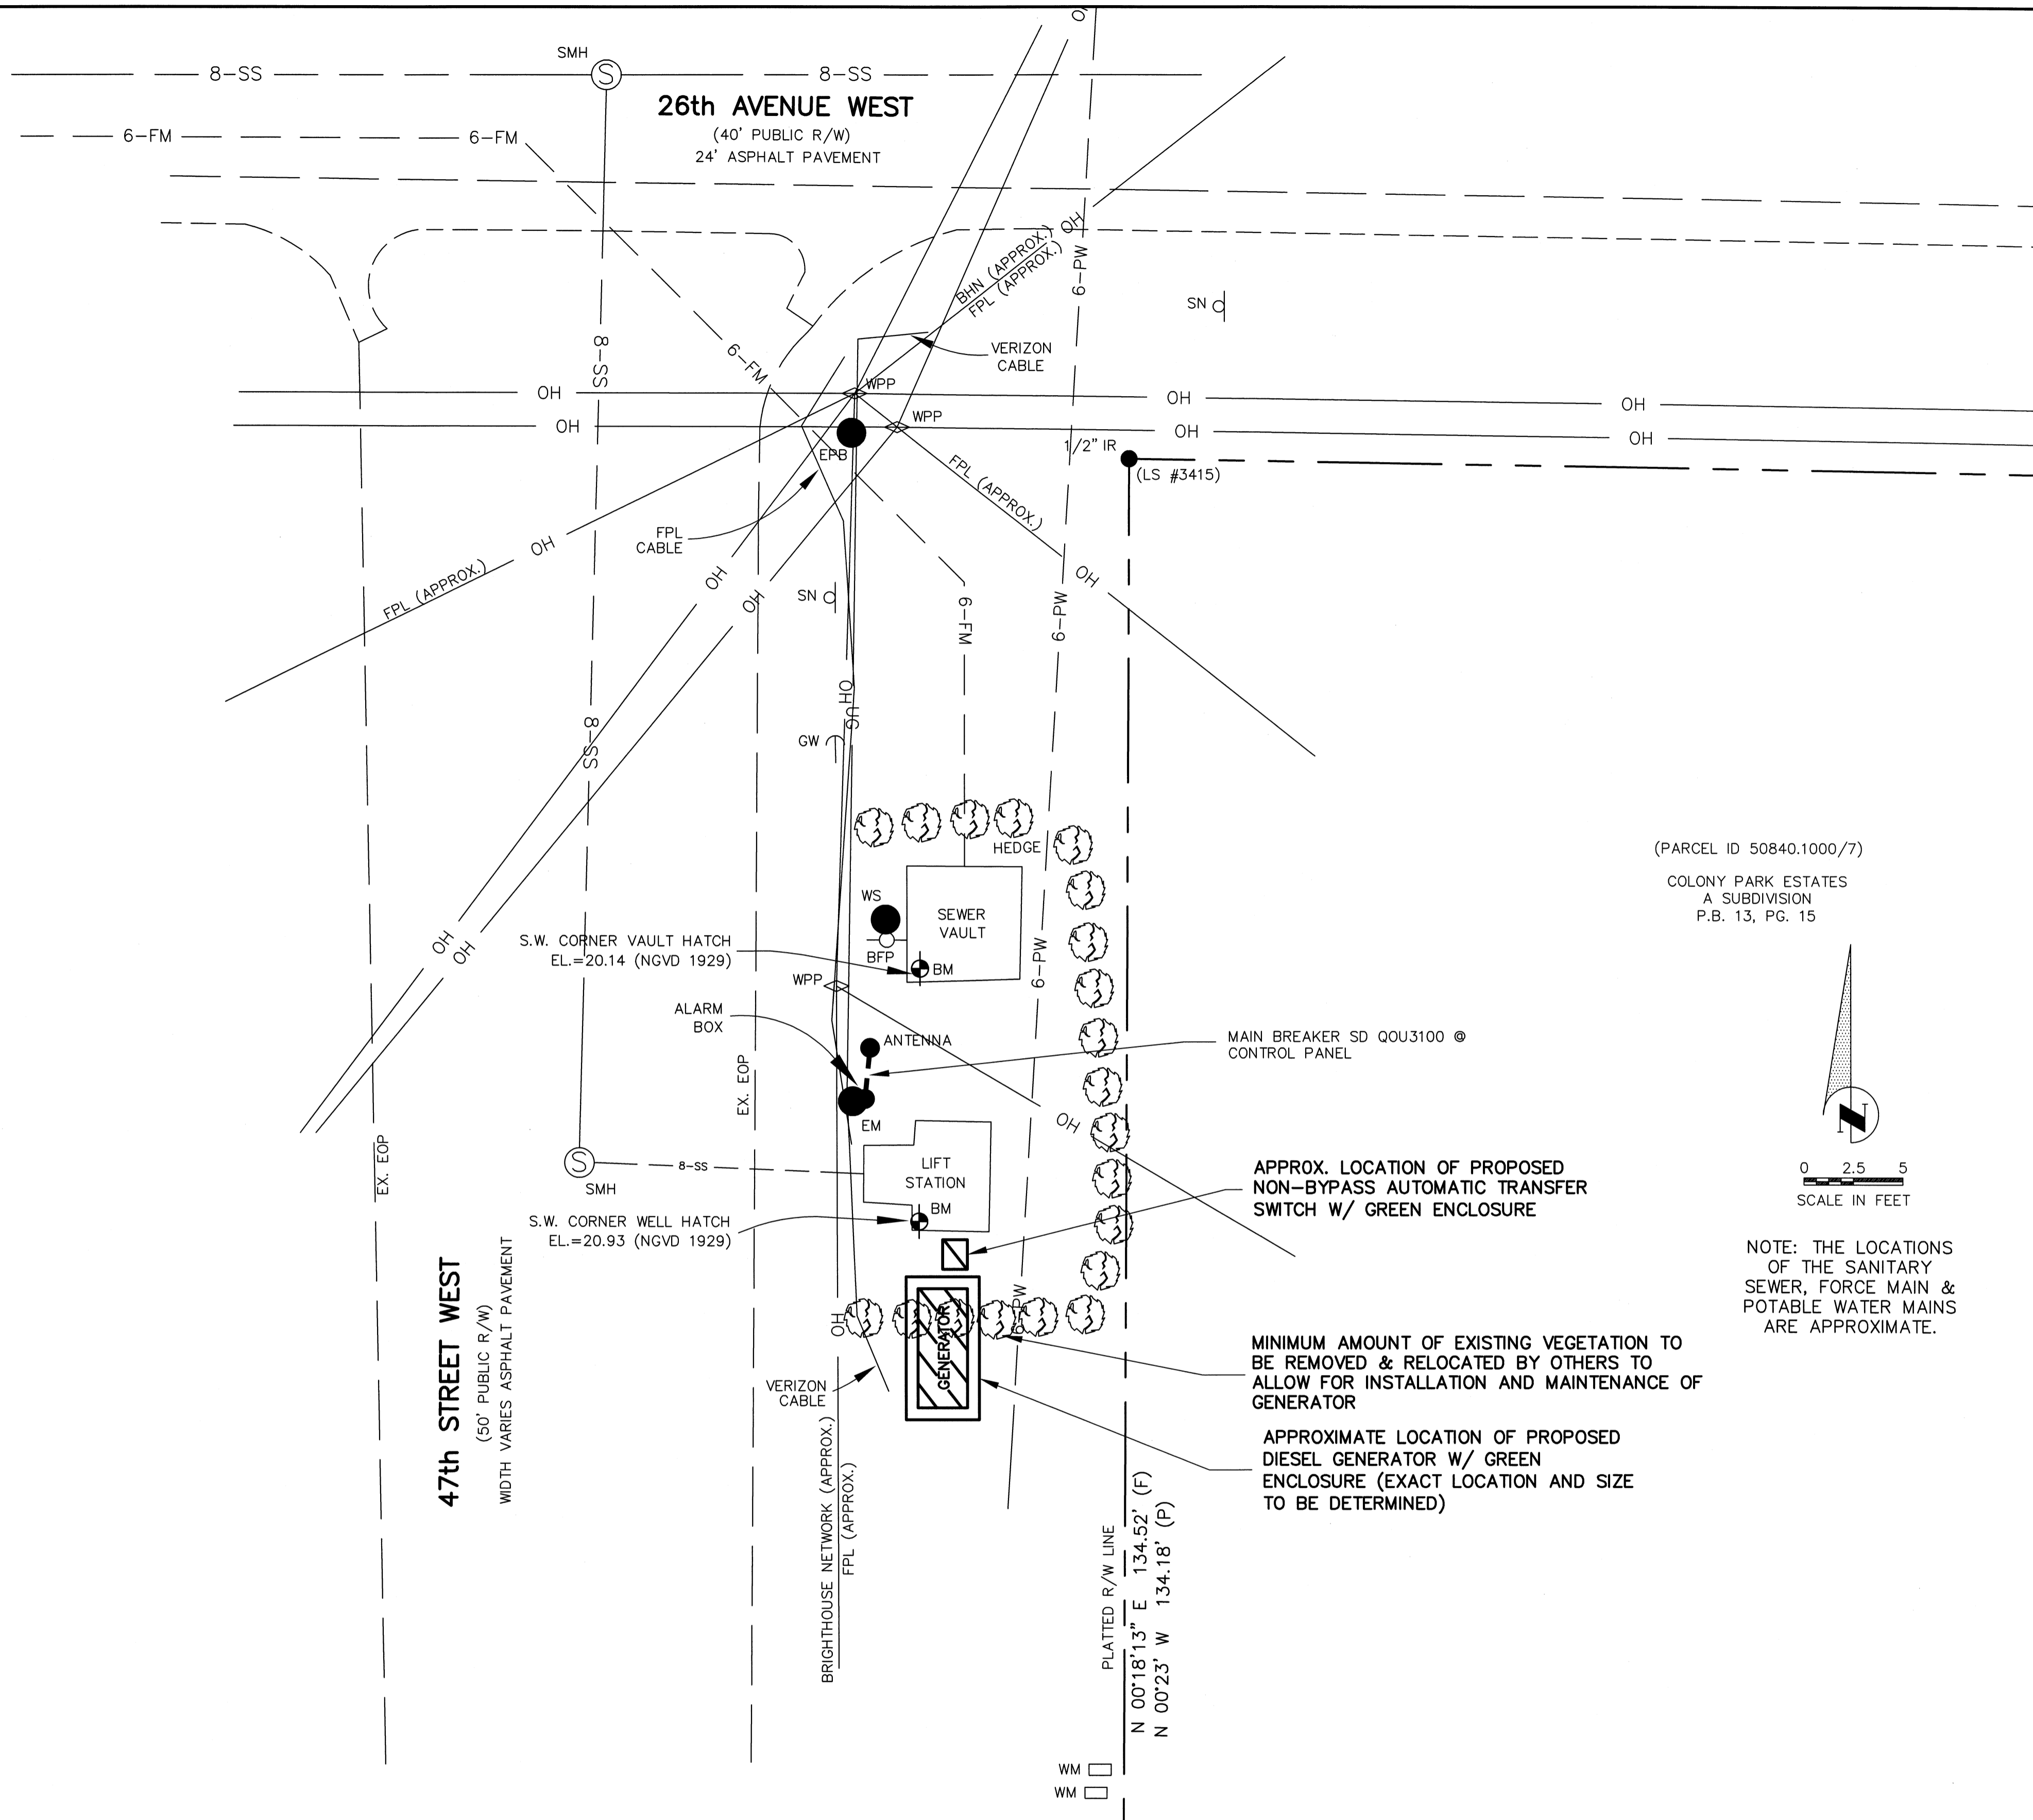 OH
SMH
8-SS
S
8-SS
26th AVENUE WEST
(40' PUBLIC R/W)
24' ASPHALT PAVEMENT
6-FM
6-FM
BHN (APPROX.)
FPL (APPROX.)
OH
6-PW
SN
8-SS
6-FM
VERIZON
CABLE
WPP
OH
OH
OH
WPP
OH
OH
OH
EPB
1/2" IR
(LS #3415)
FPL (APPROX.)
FPL
CABLE
OH
FPL (APPROX.)
OH
OH
OH
SN
6-FM
6-PW
OH UG
8-SS
GW
HEDGE
(PARCEL ID 50840.1000/7)
COLONY PARK ESTATES
A SUBDIVISION
P.B. 13, PG. 15
WS
SEWER
VAULT
OH
OH
S.W. CORNER VAULT HATCH
EL.=20.14 (NGVD 1929)
BFP
BM
6-PW
WPP
ALARM
BOX
ANTENNA
MAIN BREAKER SD QOU3100 @
CONTROL PANEL
EX. EOP
EM
OH
N
EX. EOP
S
SMH
8-SS
LIFT
STATION
APPROX. LOCATION OF PROPOSED
NON-BYPASS AUTOMATIC TRANSFER
SWITCH W/ GREEN ENCLOSURE
0 2.5 5
SCALE IN FEET
BM
S.W. CORNER WELL HATCH
EL.=20.93 (NGVD 1929)
NOTE: THE LOCATIONS
OF THE SANITARY
SEWER, FORCE MAIN &
POTABLE WATER MAINS
ARE APPROXIMATE.
47th STREET WEST
(50' PUBLIC R/W)
WIDTH VARIES ASPHALT PAVEMENT
OH
GENERATOR
6-PW
MINIMUM AMOUNT OF EXISTING VEGETATION TO
BE REMOVED & RELOCATED BY OTHERS TO
ALLOW FOR INSTALLATION AND MAINTENANCE OF
GENERATOR
VERIZON
CABLE
APPROXIMATE LOCATION OF PROPOSED
DIESEL GENERATOR W/ GREEN
ENCLOSURE (EXACT LOCATION AND SIZE
TO BE DETERMINED)
BRIGHTHOUSE NETWORK (APPROX.)
FPL (APPROX.)
PLATTED R/W LINE
N 00°18'13" E 134.52' (F)
N 00°23' W 134.18' (P)
WM
WM